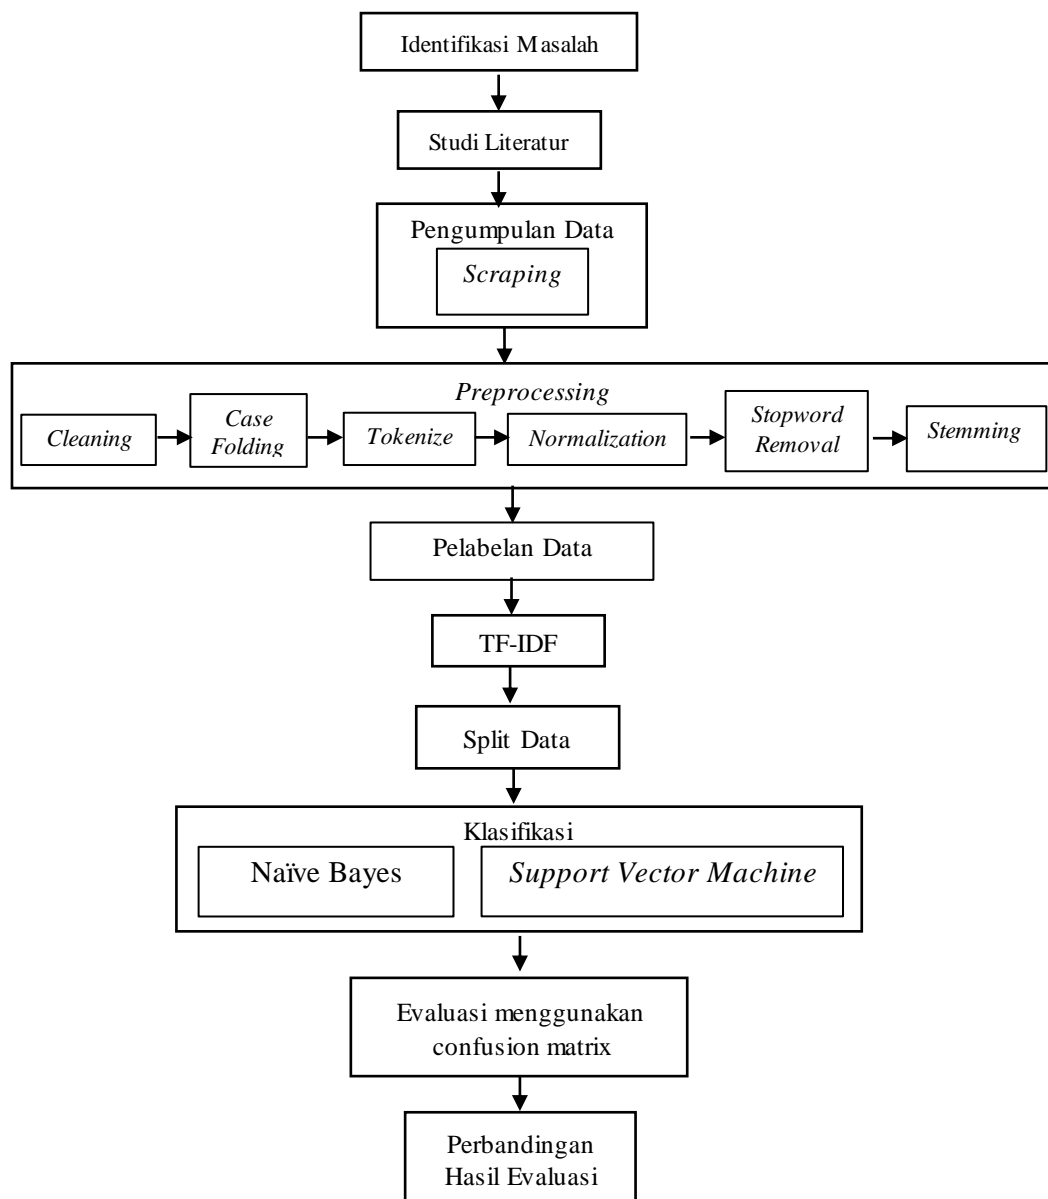 Identifikasi Masalah
Studi Literatur
Pengumpulan Data
Scraping
Preprocessing
Cleaning
Case
Folding
Tokenize
Normalization
Stopword
Removal
Stemming
Pelabelan Data
TF-IDF
Split Data
Klasifikasi
Naïve Bayes
Support Vector Machine
Evaluasi menggunakan
confusion matrix
Perbandingan
Hasil Evaluasi